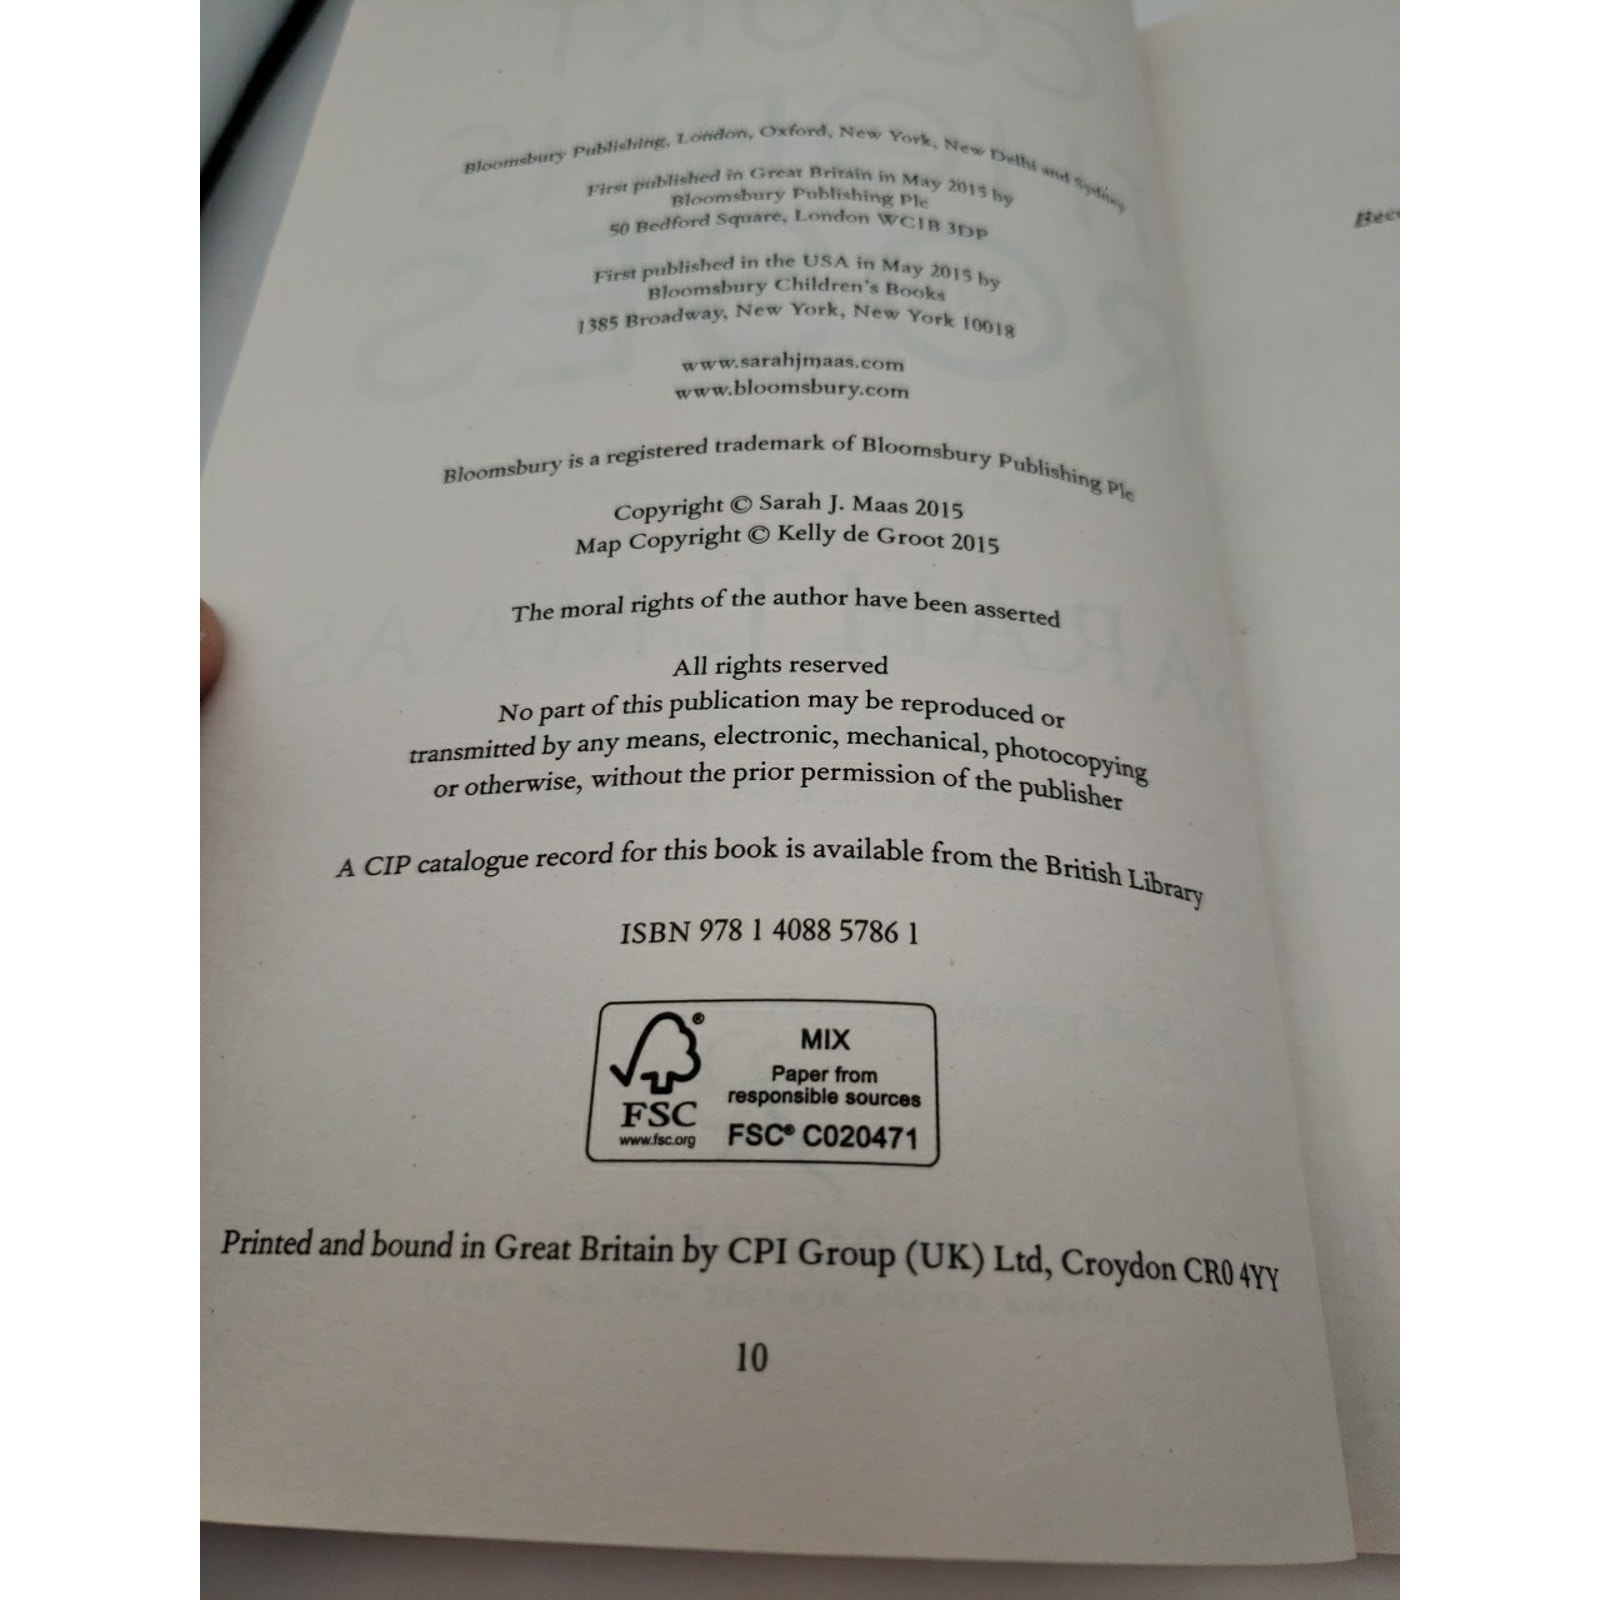 Bloomsbury Publishing, London, Oxford, New York, New Delhi and Sydney
First published in Great Britain in May 2015 by
Bloomsbury Publishing Plc
50 Bedford Square, London WC1B 3DP
First published in the USA in May 2015 by
Bloomsbury Children's Books
1385 Broadway, New York, New York 10018
www.sarahjmaas.com
www.bloomsbury.com
Bloomsbury is a registered trademark of Bloomsbury Publishing Plc
Copyright © Sarah J. Maas 2015
Map Copyright © Kelly de Groot 2015
The moral rights of the author have been asserted
All rights reserved
No part of this publication may be reproduced or
transmitted by any means, electronic, mechanical, photocopying
or otherwise, without the prior permission of the publisher
A CIP catalogue record for this book is available from the British Library
ISBN 978 1 4088 5786 1
®
FSC
www.fsc.org
MIX
Paper from
responsible sources
FSC® C020471
Printed and bound in Great Britain by CPI Group (UK) Ltd, Croydon CR0 4YY
10